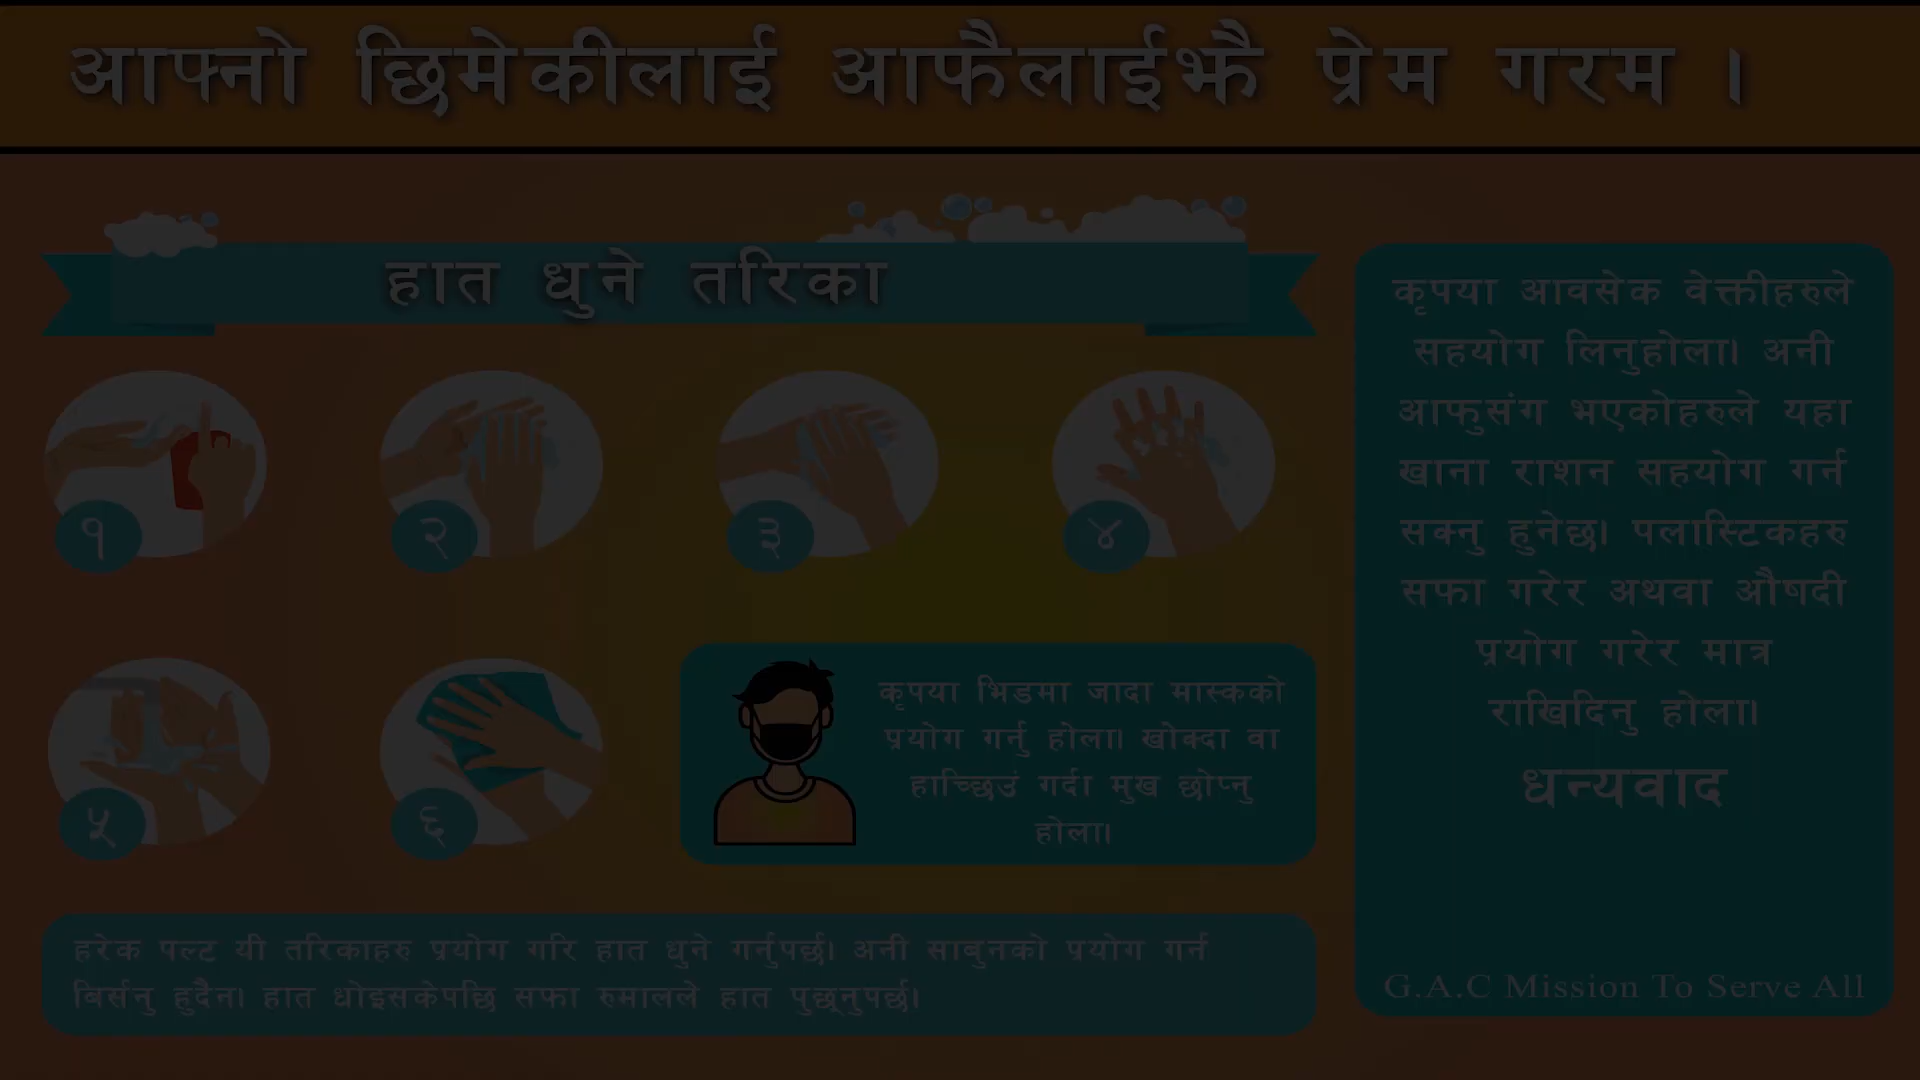 आफ्नो छिमेकीलाई आफैलाईझै प्रेम गरम ।
हात धुने तरिका
१
२
३
४
५
६
कृपया भिडमा जादा मास्कको
प्रयोग गर्नु होला। खोक्दा वा
हाच्छिउं गर्दा मुख छोप्नु
होला।
हरेक पल्ट यी तरिकाहरु प्रयोग गरि हात धुने गर्नुपर्छ। अनी साबुनको प्रयोग गर्न
बिर्सनु हुदैन। हात धोइसकेपछि सफा रुमालले हात पुछ्नुपर्छ।
कृपया आवसेक वेक्तीहरुले
सहयोग लिनुहोला। अनी
आफुसंग भएकोहरुले यहा
खाना राशन सहयोग गर्न
सक्नु हुनेछ। पलास्टिकहरु
सफा गरेर अथवा औषदी
प्रयोग गरेर मात्र
राखिदिनु होला।
धन्यवाद
G.A.C Mission To Serve All